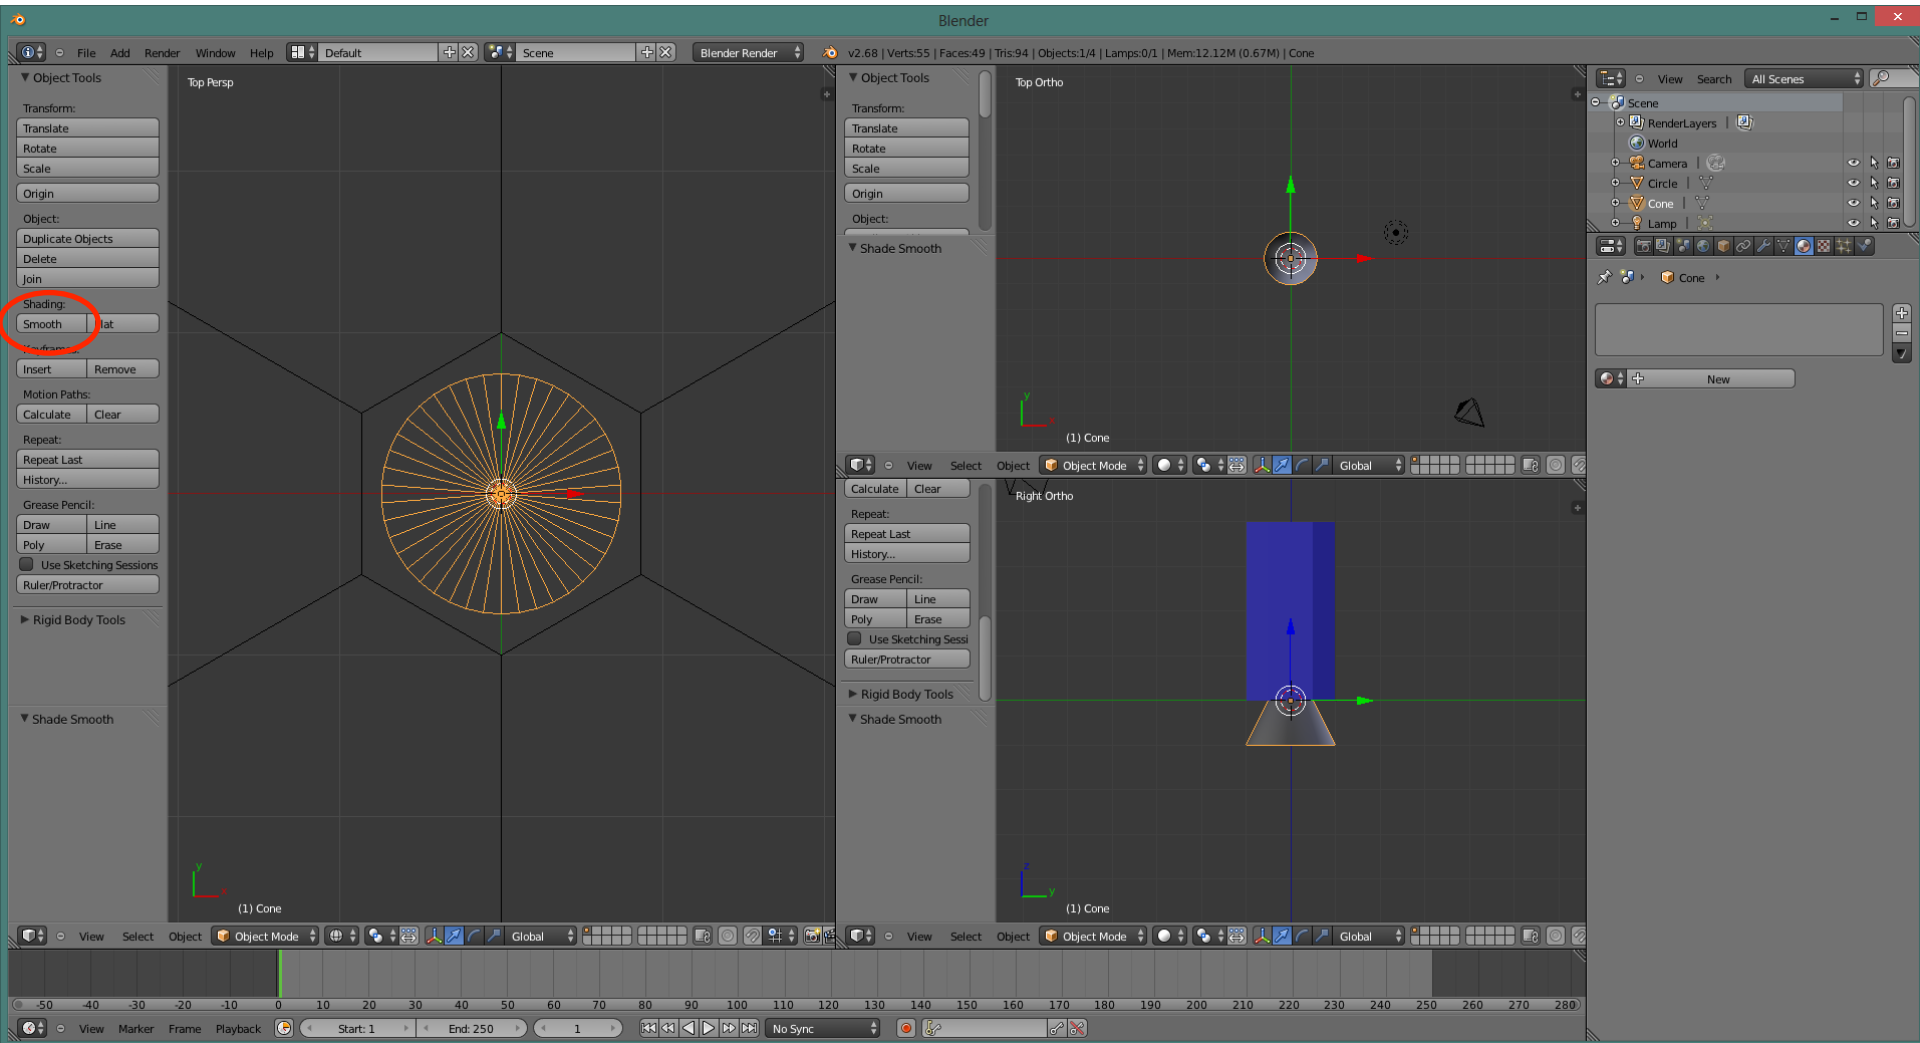 Blender
File Add Render Window Help Default Scene Blender Render v2.68 | Verts:55 | Faces:49 | Tris:94 | Objects:1/4 | Lamps:0/1 | Mem:12.12M (0.67M) | Cone
Object Tools
Transform:
Translate
Rotate
Scale
Origin
Object:
Duplicate Objects
Delete
Join
Shading:
Smooth lat
Keyframes:
Insert Remove
Motion Paths:
Calculate Clear
Repeat:
Repeat Last
History...
Grease Pencil:
Draw Line
Poly Erase
Use Sketching Sessions
Ruler/Protractor
Rigid Body Tools
Shade Smooth
Top Persp
y
x
(1) Cone
View Select Object Object Mode Global
Object Tools
Transform:
Translate
Rotate
Scale
Origin
Object:
Shade Smooth
Top Ortho
y
x
(1) Cone
View Select Object Object Mode Global
Calculate Clear
Repeat:
Repeat Last
History...
Grease Pencil:
Draw Line
Poly Erase
Use Sketching Sessi
Ruler/Protractor
Rigid Body Tools
Shade Smooth
Right Ortho
z
y
(1) Cone
View Select Object Object Mode Global
View Search All Scenes
Scene
RenderLayers
World
Camera
Circle
Cone
Lamp
Cone
New
-50 -40 -30 -20 -10 0 10 20 30 40 50 60 70 80 90 100 110 120 130 140 150 160 170 180 190 200 210 220 230 240 250 260 270 280
View Marker Frame Playback Start: 1 End: 250 1 No Sync